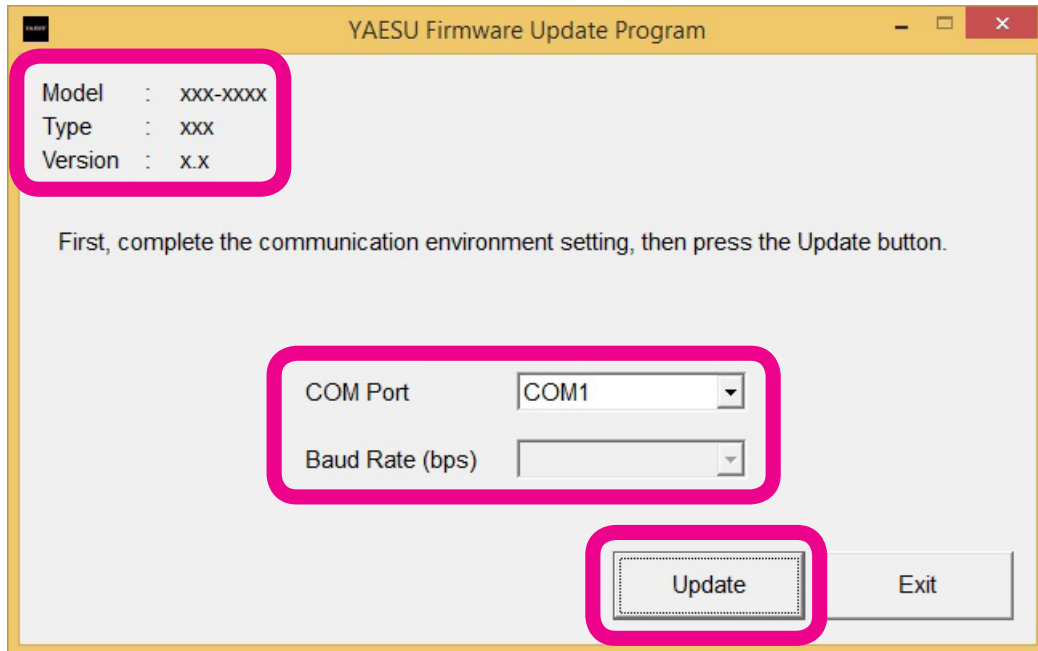 YAESU
YAESU Firmware Update Program
Model : xxx-xxxx
Type : xxx
Version : x.x
First, complete the communication environment setting, then press the Update button.
COM Port COM1
Baud Rate (bps)
Update Exit